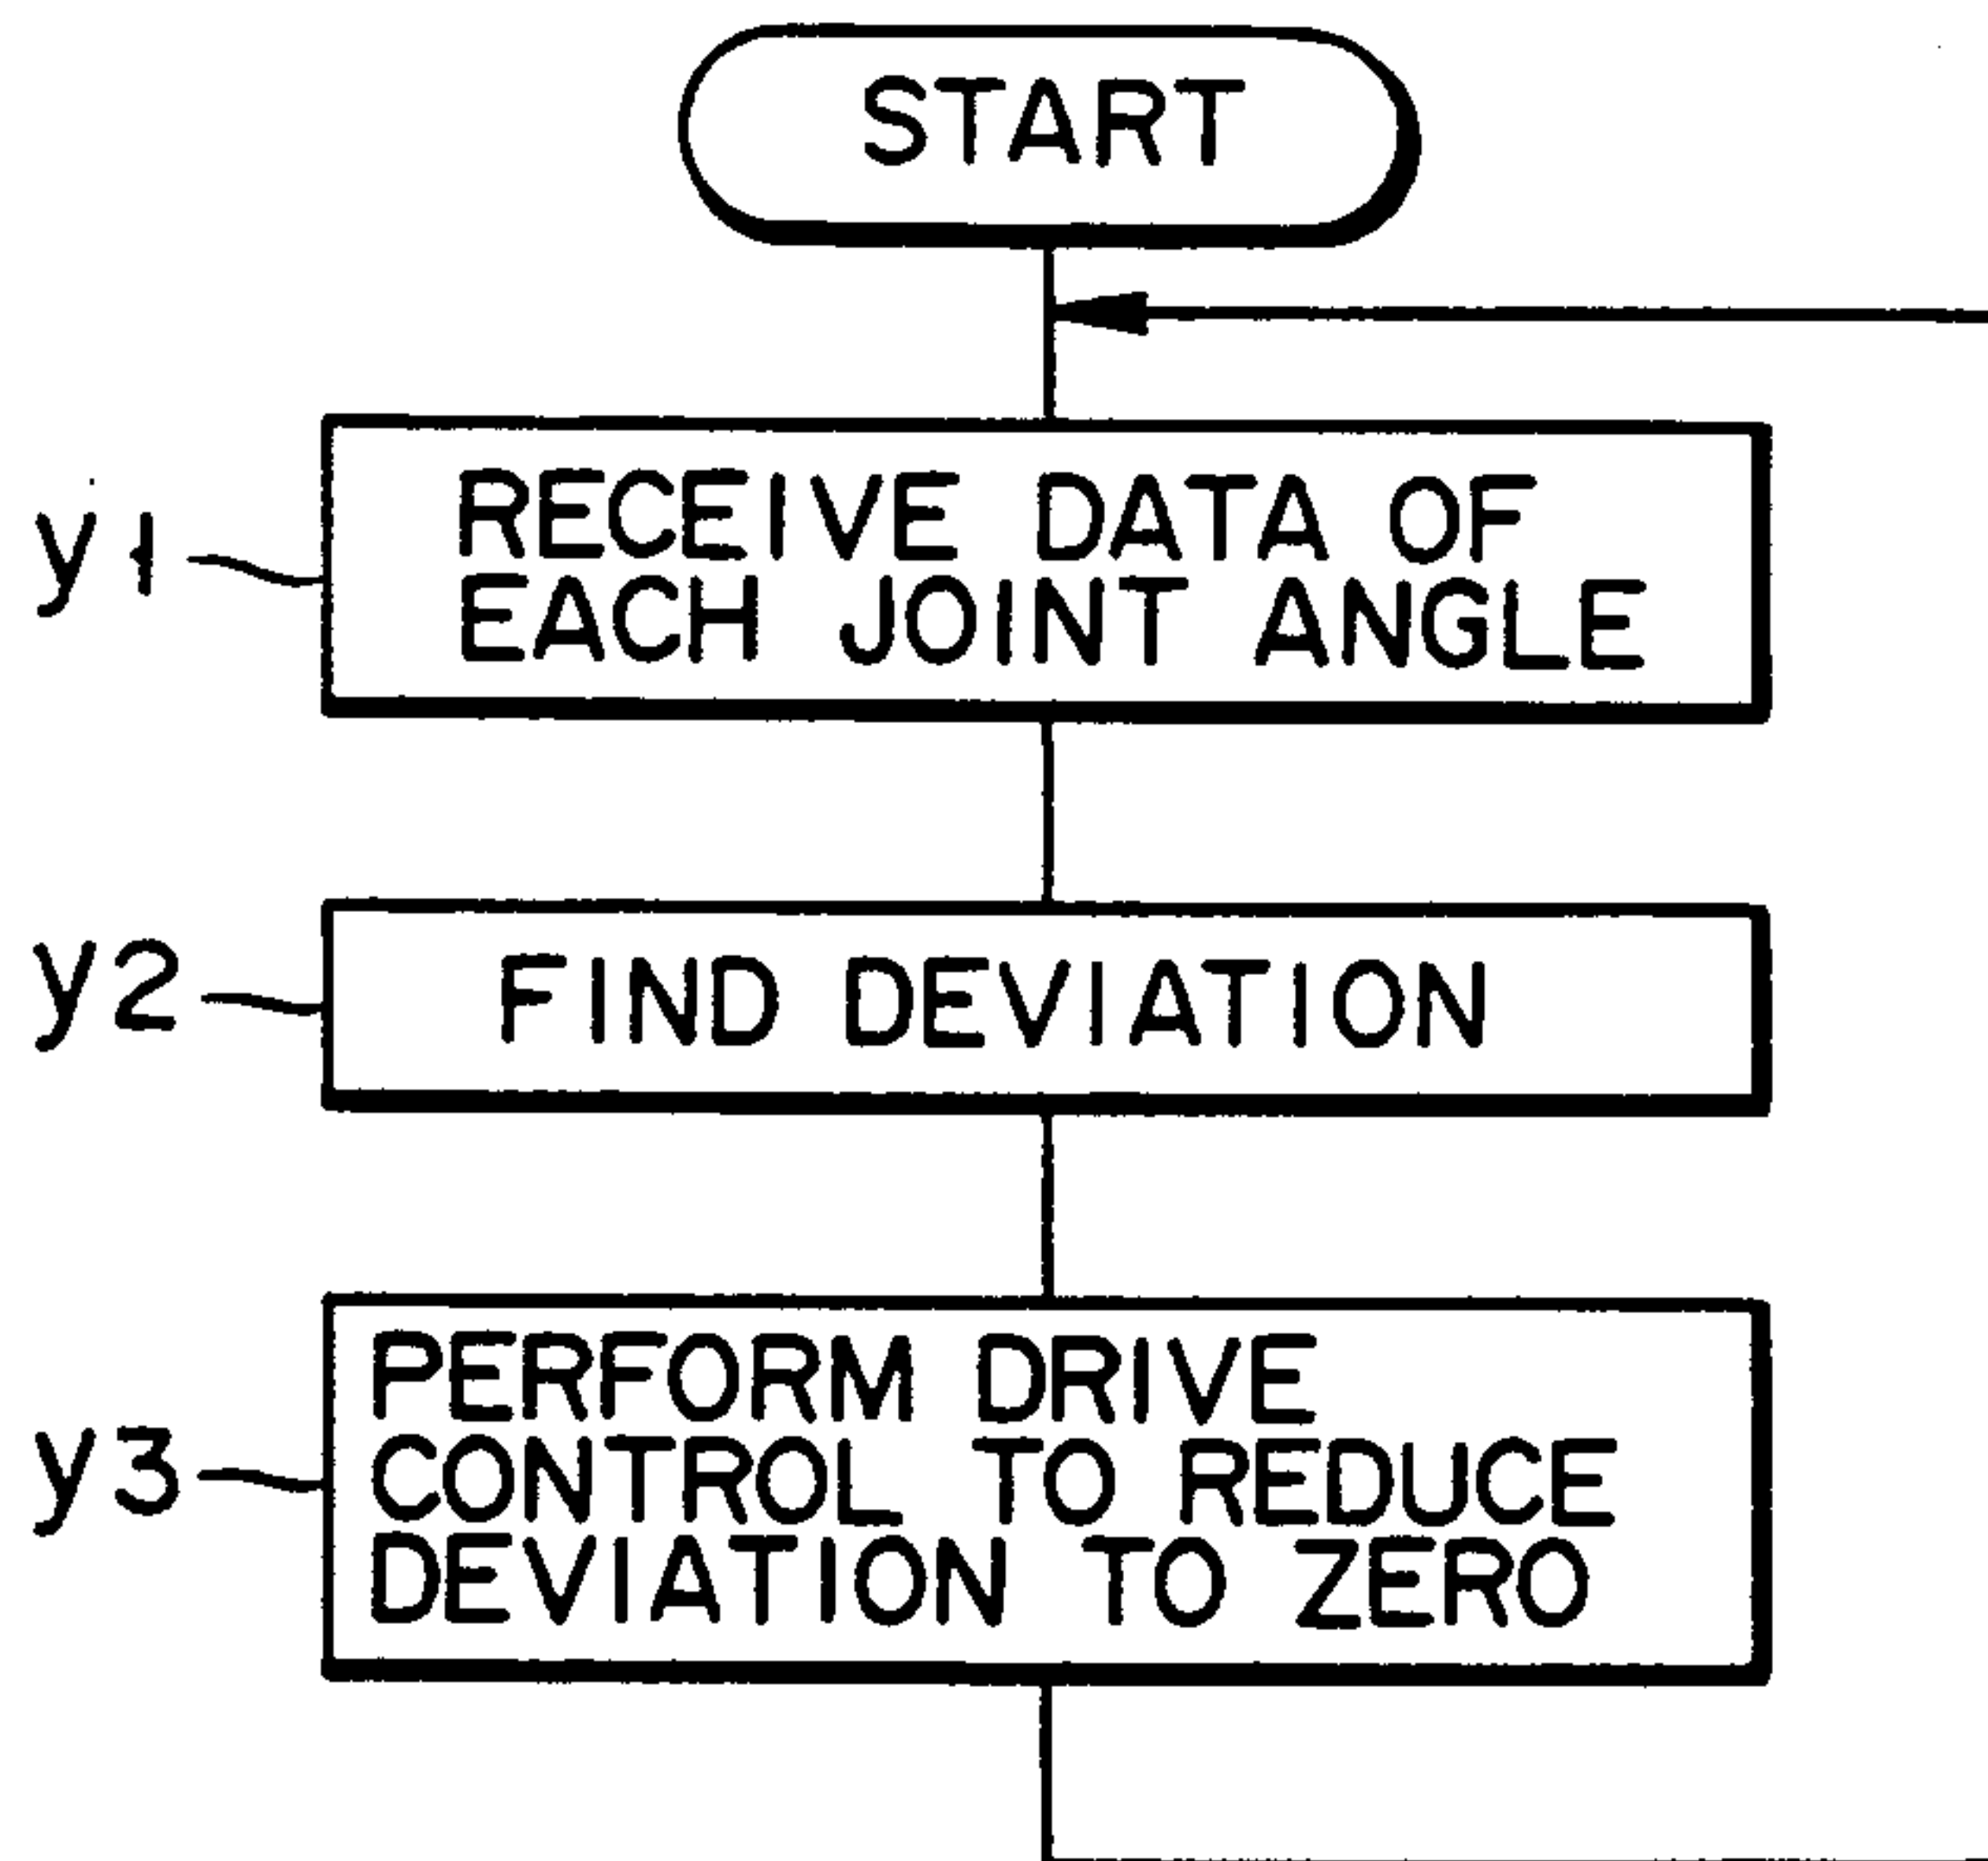 START
y1
RECEIVE DATA OF
EACH JOINT ANGLE
y2
FIND DEVIATION
y3
PERFORM DRIVE
CONTROL TO REDUCE
DEVIATION TO ZERO